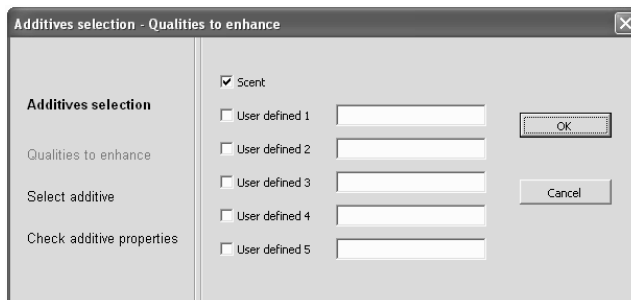 Additives selection - Qualities to enhance
Additives selection
Qualities to enhance
Select additive
Check additive properties
Scent
User defined 1
User defined 2
User defined 3
User defined 4
User defined 5
OK
Cancel